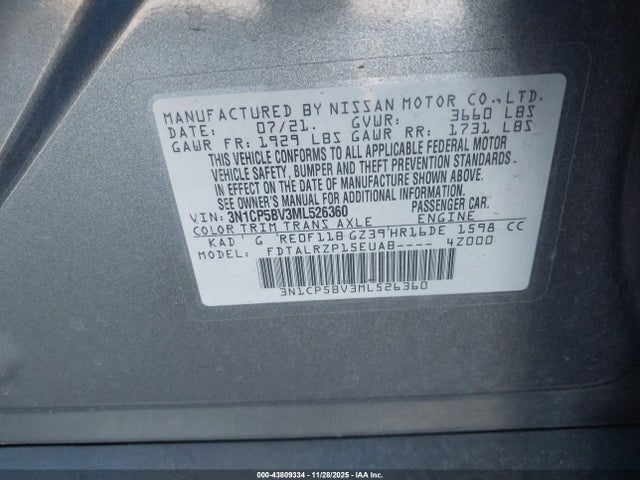 MANUFACTURED BY NISSAN MOTOR CO., LTD.
DATE: 07/21. GVWR: 3660 LBS
GAWR FR: 1929 LBS GAWR RR: 1731 LBS
THIS VEHICLE CONFORMS TO ALL APPLICABLE FEDERAL MOTOR
VEHICLE SAFETY, BUMPER AND THEFT PREVENTION STANDARDS
IN EFFECT ON THE DATE OF MANUFACTURE SHOWN ABOVE.
SEE OWNER'S MANUAL FOR ADDITIONAL INFORMATION.
VIN: 3N1CP5BV3ML526360 PASSENGER CAR.
COLOR TRIM TRANS AXLE ENGINE
KAD G RE0F11B GZ39 HR16DE 1598 CC
MODEL: FDTALRZP15EUAB---- 4Z000
3N1CP5BV3ML526360
000-43809334 | 11/28/2025 | IAA Inc.